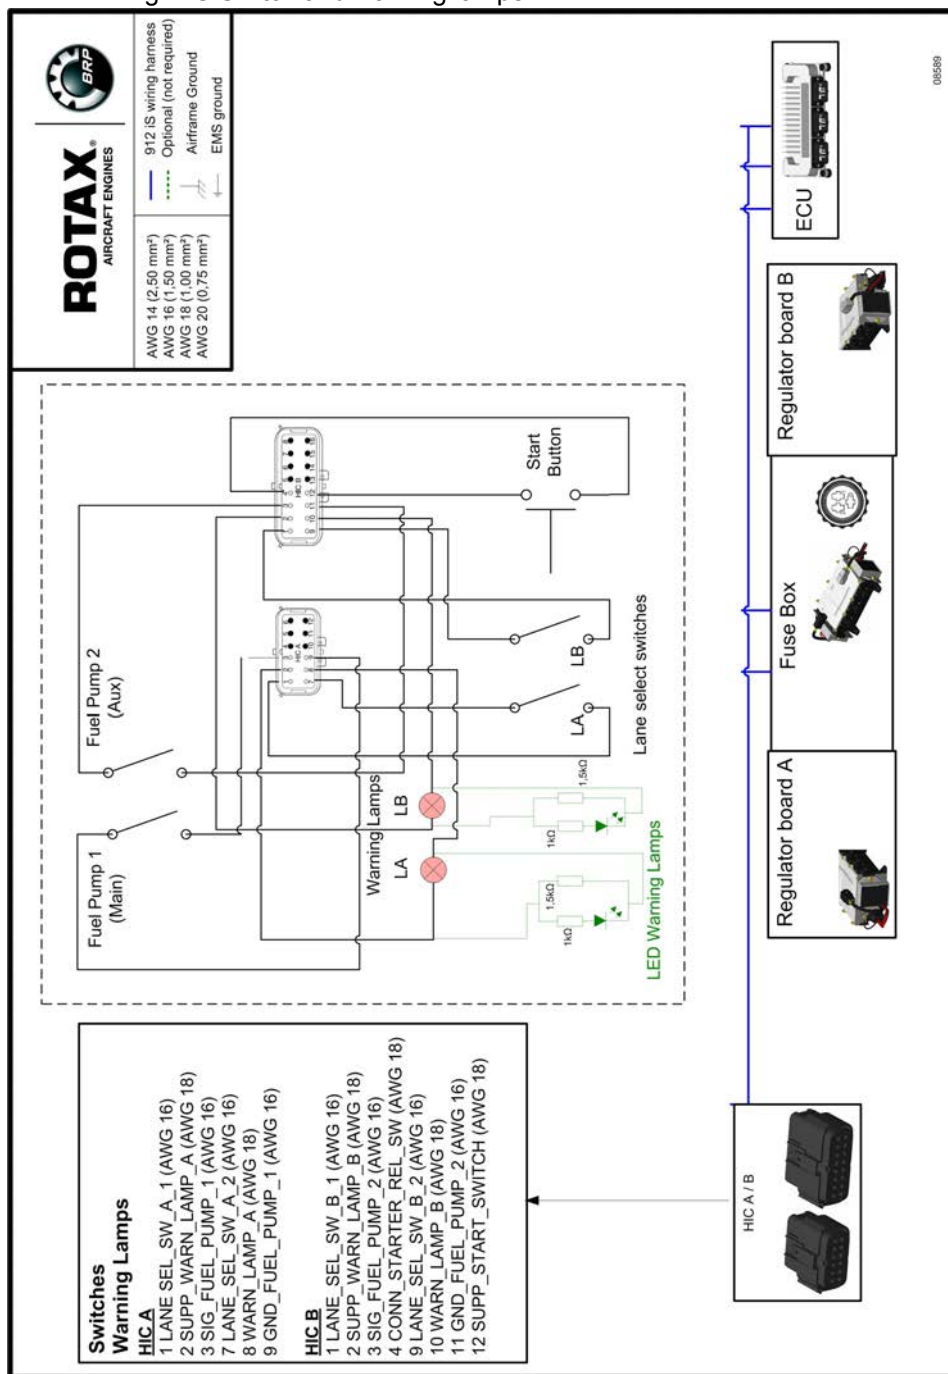 Switches
Warning Lamps
HIC A
1 LANE SEL_SW_A_1 (AWG 16)
2 SUPP_WARN_LAMP_A (AWG 18)
3 SIG_FUEL_PUMP_1 (AWG 16)
7 LANE_SEL_SW_A_2 (AWG 16)
8 WARN_LAMP_A (AWG 18)
9 GND_FUEL_PUMP_1 (AWG 16)
HIC B
1 LANE_SEL_SW_B_1 (AWG 16)
2 SUPP_WARN_LAMP_B (AWG 18)
3 SIG_FUEL_PUMP_2 (AWG 16)
4 CONN_STARTER_REL_SW (AWG 18)
9 LANE_SEL_SW_B_2 (AWG 16)
10 WARN_LAMP_B (AWG 18)
11 GND_FUEL_PUMP_2 (AWG 16)
12 SUPP_START_SWITCH (AWG 18)
Fuel Pump 1
(Main)
Fuel Pump 2
(Aux)
Warning Lamps
LA
LB
HIC A
HIC B
1kΩ
1,5kΩ
1kΩ
1,5kΩ
LED Warning Lamps
LA
LB
Lane select switches
Start
Button
ROTAX
AIRCRAFT ENGINES
BRP
AWG 14 (2,50 mm²)
AWG 16 (1,50 mm²)
AWG 18 (1,00 mm²)
AWG 20 (0,75 mm²)
912 iS wiring harness
Optional (not required)
Airframe Ground
EMS ground
HIC A / B
Regulator board A
Fuse Box
Regulator board B
ECU
08589